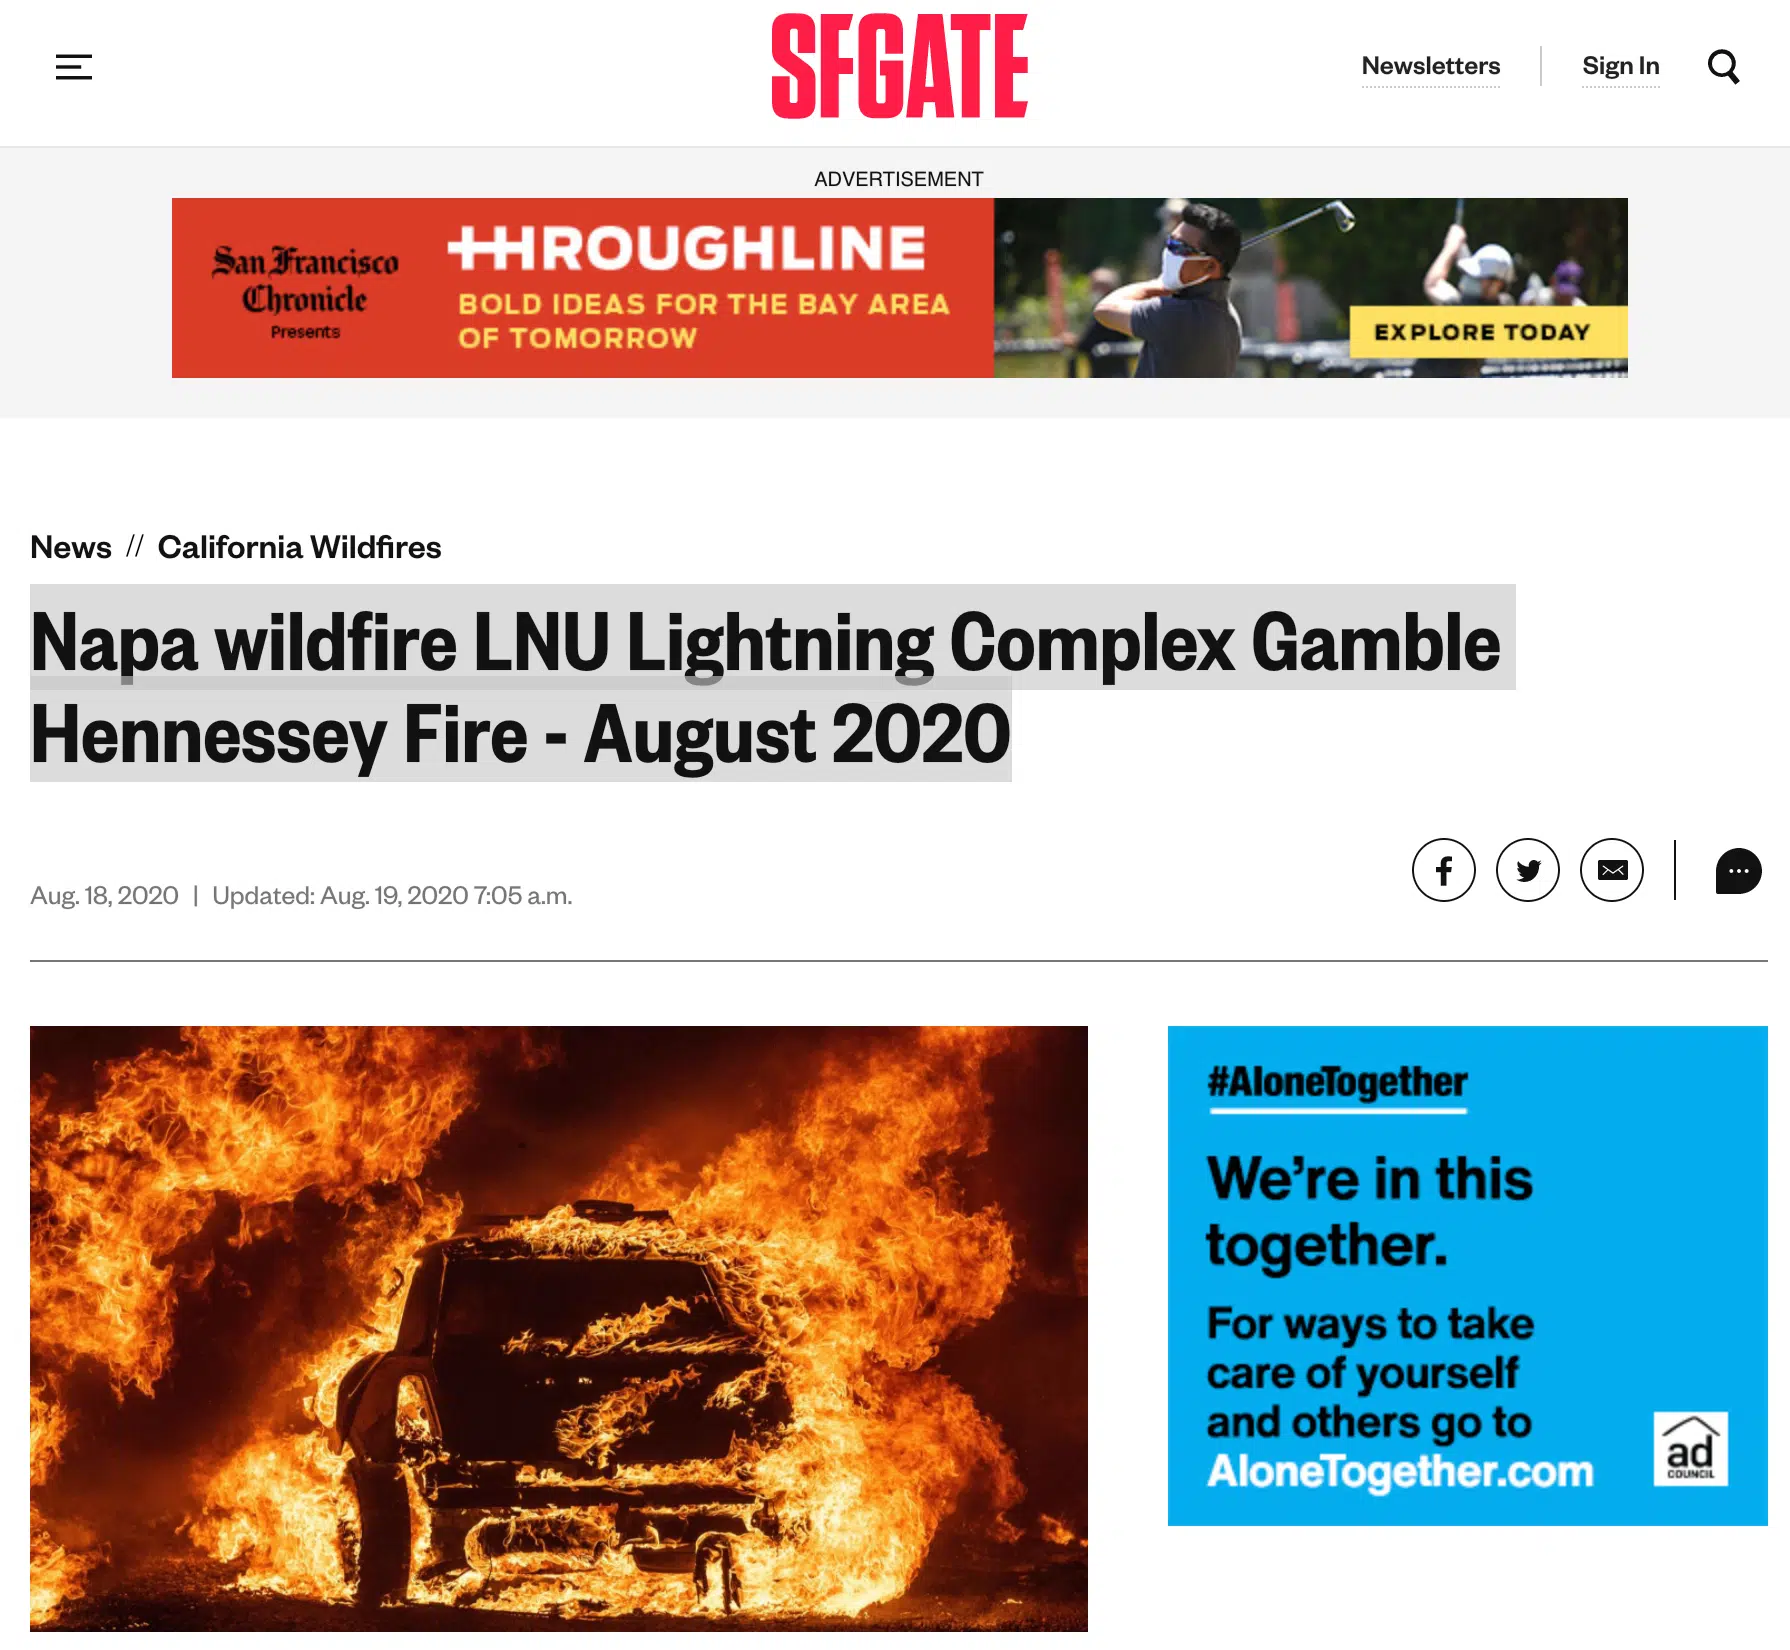 SFGATE
Newsletters
Sign In
ADVERTISEMENT
San Francisco
Chronicle
Presents
THROUGHLINE
BOLD IDEAS FOR THE BAY AREA
OF TOMORROW
EXPLORE TODAY
News // California Wildfires
Napa wildfire LNU Lightning Complex Gamble
Hennessey Fire - August 2020
Aug. 18, 2020 | Updated: Aug. 19, 2020 7:05 a.m.
#AloneTogether
We’re in this
together.
For ways to take
care of yourself
and others go to
AloneTogether.com
ad
COUNCIL